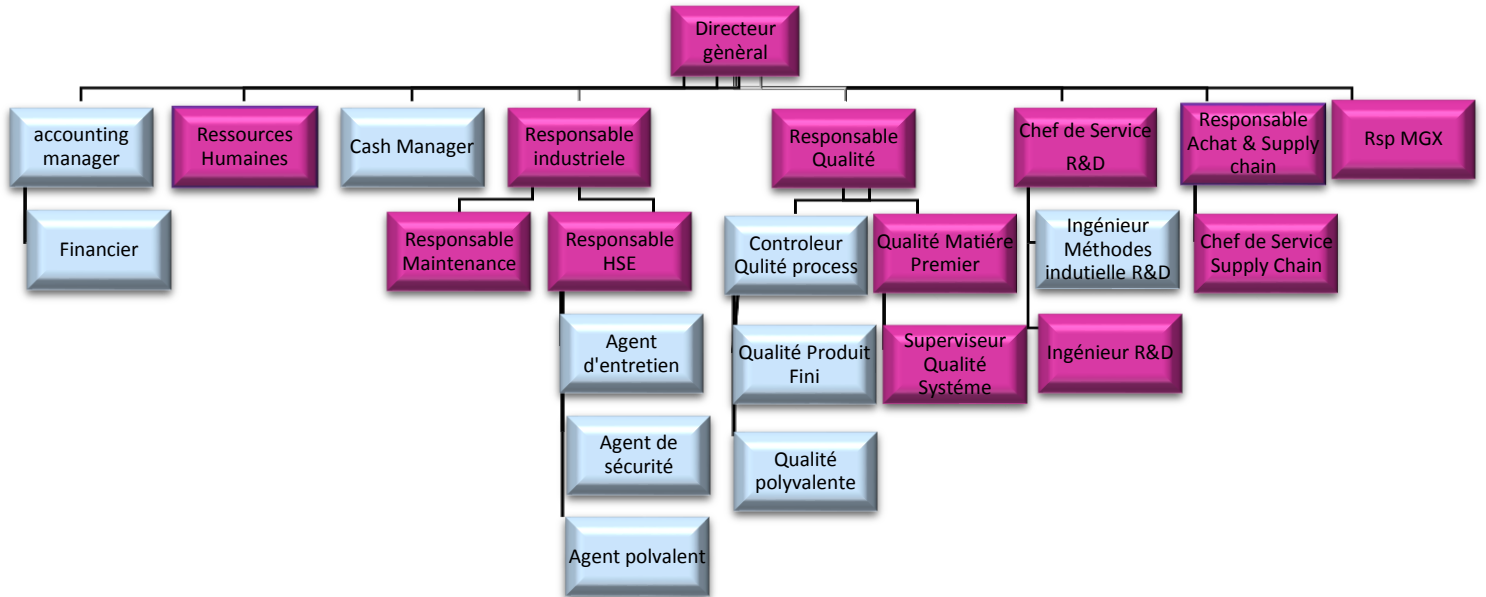 Directeur
gènèral
accounting
manager
Ressources
Humaines
Cash Manager
Responsable
industriele
Responsable
Qualité
Chef de Service
R&D
Responsable
Achat & Supply
chain
Rsp MGX
Financier
Responsable
Maintenance
Responsable
HSE
Controleur
Qulité process
Qualité Matiére
Premier
Ingénieur
Méthodes
indutielle R&D
Chef de Service
Supply Chain
Agent
d'entretien
Qualité Produit
Fini
Superviseur
Qualité
Systéme
Ingénieur R&D
Agent de
sécurité
Qualité
polyvalente
Agent polvalent